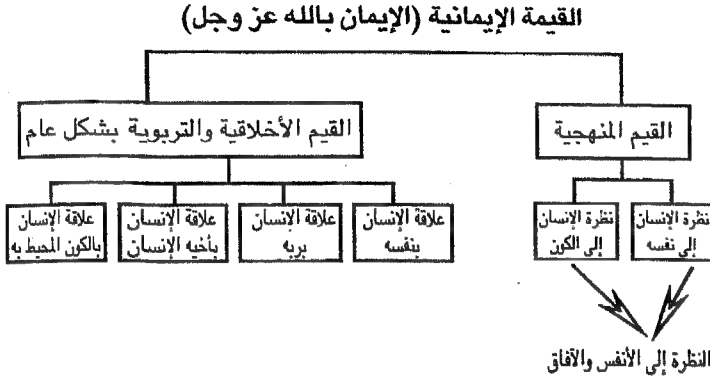 القيمة الإيمانية (الإيمان بالله عز وجل)
القيم المنهجية
القيم الأخلاقية والتربوية بشكل عام
نظرة الإنسان
إلى نفسه
نظرة الإنسان
إلى الكون
علاقة الإنسان
بنفسه
علاقة الإنسان
بربه
علاقة الإنسان
بأخيه الإنسان
علاقة الإنسان
بالكون المحيط به
النظرة إلى الأنفس والآفاق